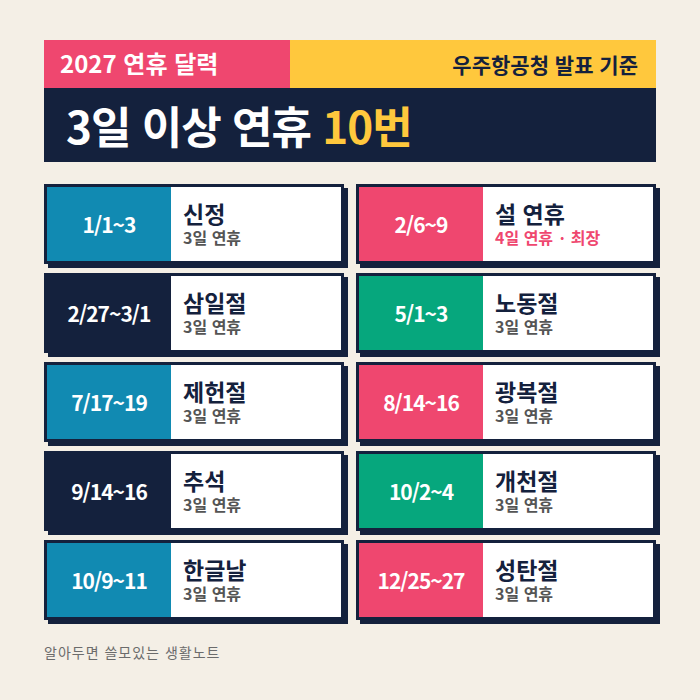 2027 연휴 달력
우주항공청 발표 기준
3일 이상 연휴 10번
1/1~3
신정
3일 연휴
2/6~9
설 연휴
4일 연휴 · 최장
2/27~3/1
삼일절
3일 연휴
5/1~3
노동절
3일 연휴
7/17~19
제헌절
3일 연휴
8/14~16
광복절
3일 연휴
9/14~16
추석
3일 연휴
10/2~4
개천절
3일 연휴
10/9~11
한글날
3일 연휴
12/25~27
성탄절
3일 연휴
알아두면 쓸모있는 생활노트